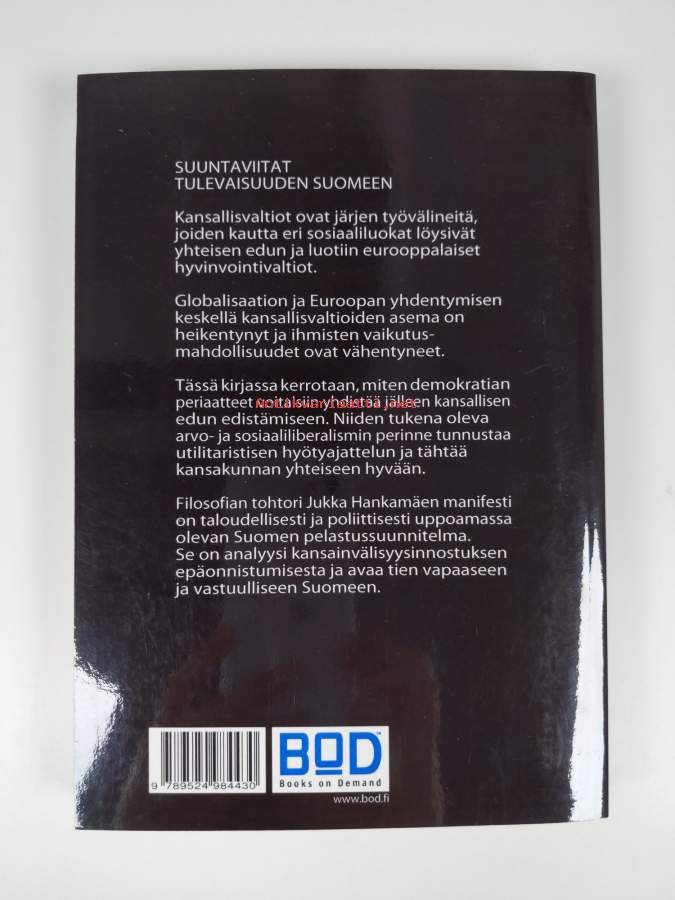 SUUNTAVIITAT
TULEVAISUUDEN SUOMEEN
Kansallisvaltiot ovat järjen työvälineitä,
joiden kautta eri sosiaaliluokat löysivät
yhteisen edun ja luotiin eurooppalaiset
hyvinvointivaltiot.
Globalisaation ja Euroopan yhdentymisen
keskellä kansallisvaltioiden asema on
heikentynyt ja ihmisten vaikutus-
mahdollisuudet ovat vähentyneet.
Tässä kirjassa kerrotaan, miten demokratian
periaatteet voitaisiin yhdistää jälleen kansallisen
edun edistämiseen. Niiden tukena oleva
arvo- ja sosiaaliliberalismin perinne tunnustaa
utilitaristisen hyötyajattelun ja tähtää
kansakunnan yhteiseen hyvään.
Filosofian tohtori Jukka Hankamäen manifesti
on taloudellisesti ja poliittisesti uppoamassa
olevan Suomen pelastussuunnitelma.
Se on analyysi kansainvälisyysinnostuksen
epäonnistumisesta ja avaa tien vapaaseen
ja vastuulliseen Suomeen.
9 789524 984430
BOD
Books on Demand
www.bod.fi